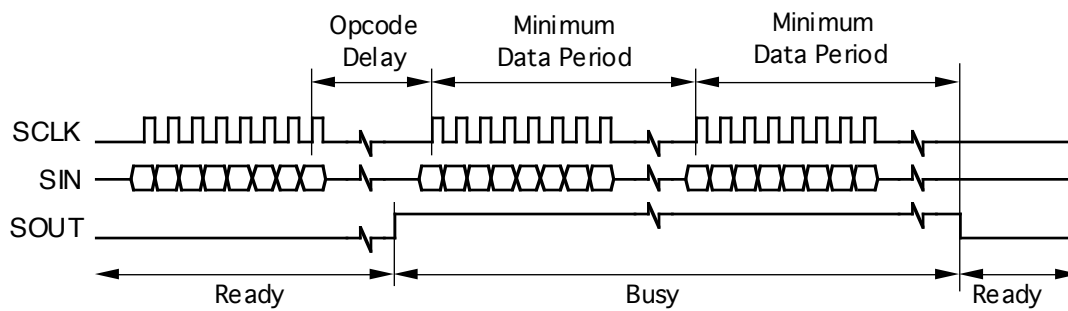 Opcode
Delay
Minimum
Data Period
Minimum
Data Period
SCLK
SIN
SOUT
Ready
Busy
Ready